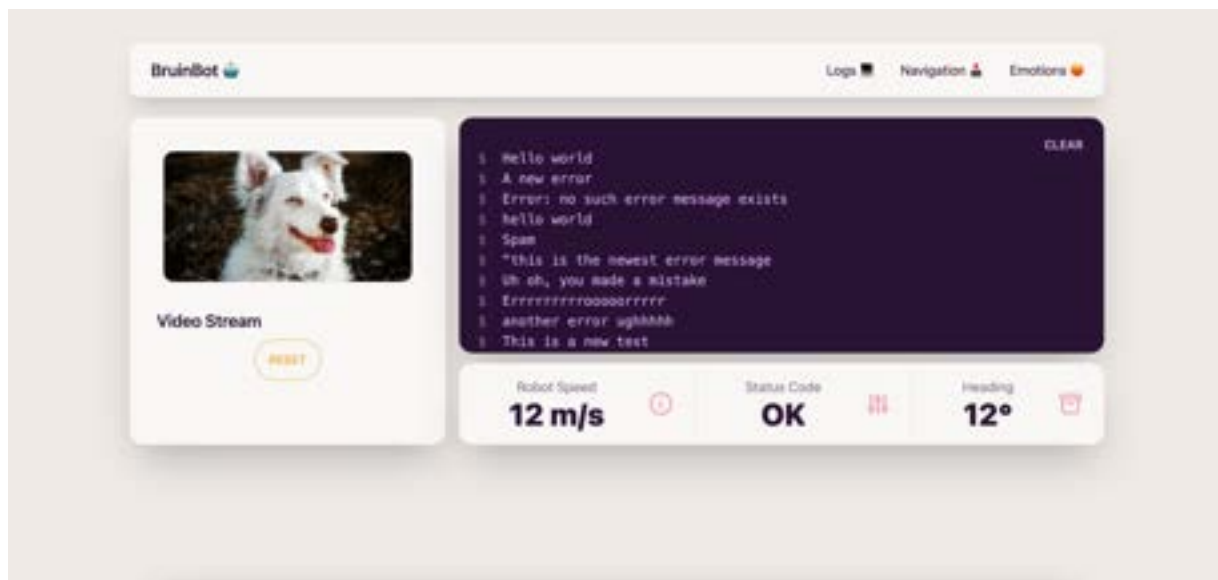 BruinBot
Logs Navigation Emotions
Video Stream
RESET
CLEAR
$ Hello world
$ A new error
$ Error: no such error message exists
$ hello world
$ Spam
$ "this is the newest error message
$ Uh oh, you made a mistake
$ Errrrrrrrrooooorrrrr
$ another error ughhhhh
$ This is a new test
Robot Speed
12 m/s
Status Code
OK
Heading
12°